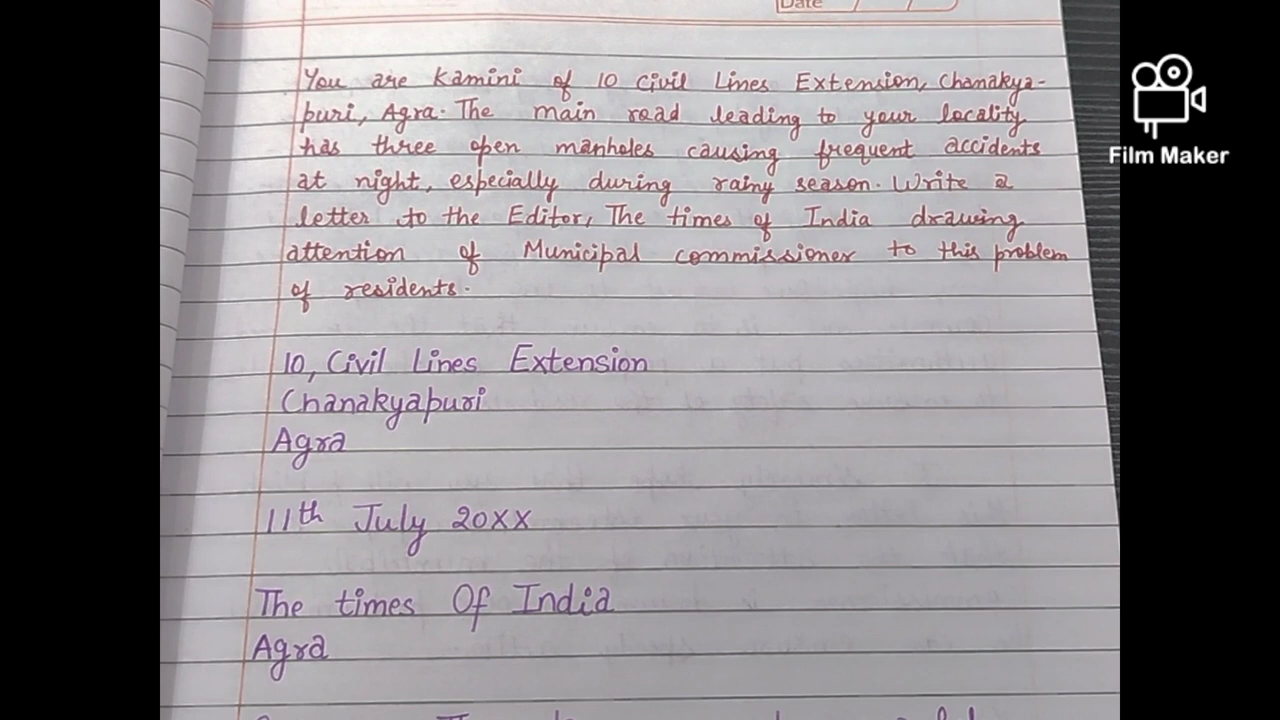 Date / /
You are Kamini of 10 Civil Lines Extension, Chanakya-
puri, Agra. The main road leading to your locality
has three open manholes causing frequent accidents
at night, especially during rainy season. Write a
letter to the Editor, The times of India drawing
attention of Municipal commissioner to this problem
of residents.
10, Civil Lines Extension
Chanakyapuri
Agra
11th July 20XX
The times Of India
Agra
Film Maker